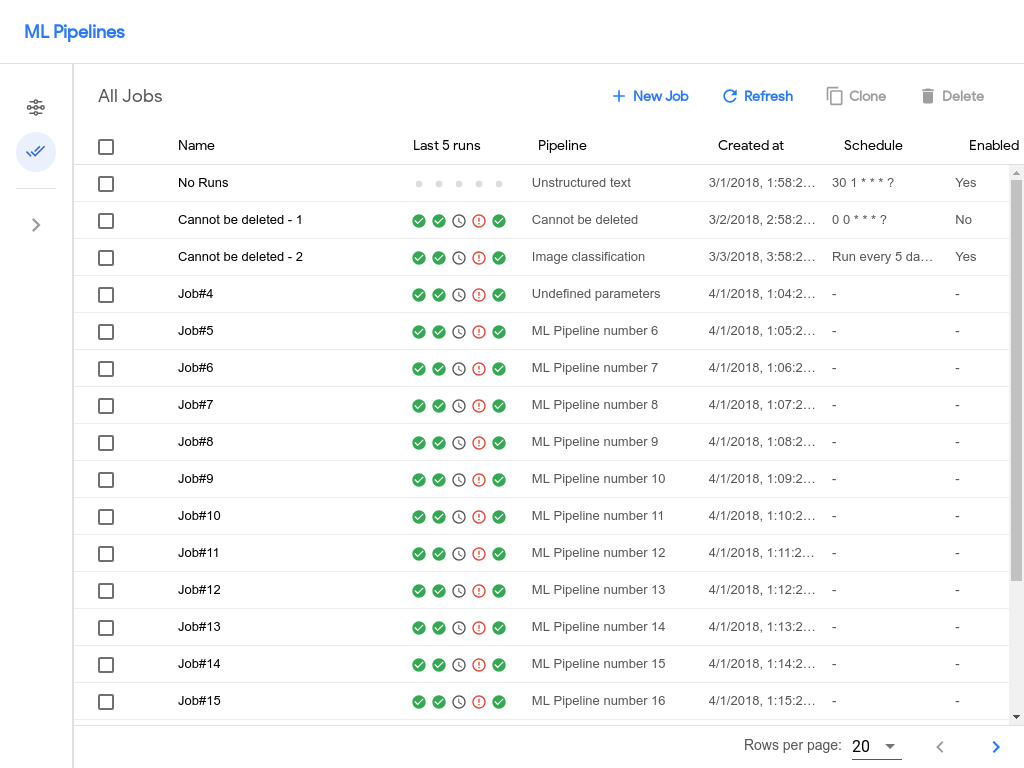 ML Pipelines
All Jobs New Job Refresh Clone Delete
Name Last 5 runs Pipeline Created at Schedule Enabled
No Runs Unstructured text 3/1/2018, 1:58:2... 30 1 * * * ? Yes
Cannot be deleted - 1 Cannot be deleted 3/2/2018, 2:58:2... 0 0 * * * ? No
Cannot be deleted - 2 Image classification 3/3/2018, 3:58:2... Run every 5 da... Yes
Job#4 Undefined parameters 4/1/2018, 1:04:2... - -
Job#5 ML Pipeline number 6 4/1/2018, 1:05:2... - -
Job#6 ML Pipeline number 7 4/1/2018, 1:06:2... - -
Job#7 ML Pipeline number 8 4/1/2018, 1:07:2... - -
Job#8 ML Pipeline number 9 4/1/2018, 1:08:2... - -
Job#9 ML Pipeline number 10 4/1/2018, 1:09:2... - -
Job#10 ML Pipeline number 11 4/1/2018, 1:10:2... - -
Job#11 ML Pipeline number 12 4/1/2018, 1:11:2... - -
Job#12 ML Pipeline number 13 4/1/2018, 1:12:2... - -
Job#13 ML Pipeline number 14 4/1/2018, 1:13:2... - -
Job#14 ML Pipeline number 15 4/1/2018, 1:14:2... - -
Job#15 ML Pipeline number 16 4/1/2018, 1:15:2... - -
Rows per page: 20